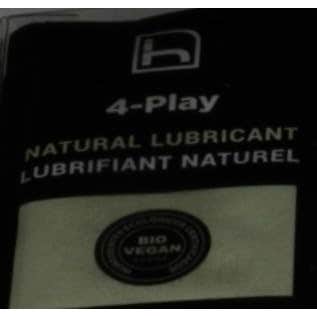 4-Play
NATURAL LUBRICANT
LUBRIFIANT NATUREL
BIO
VEGAN